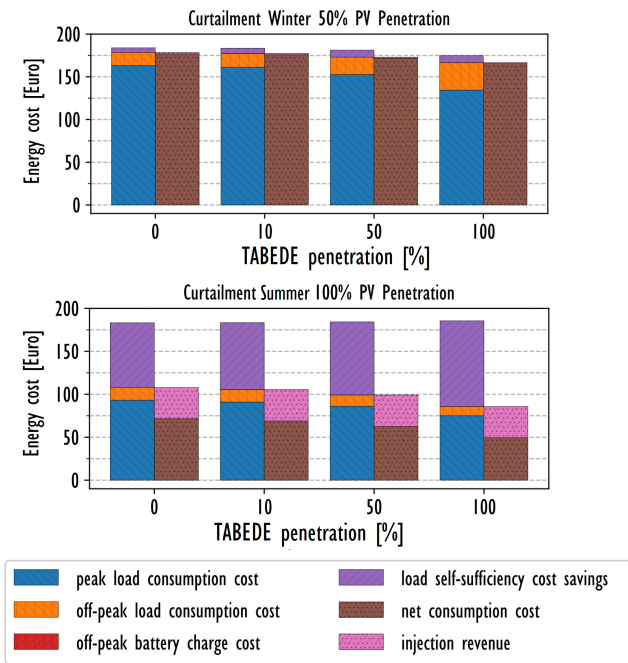 Curtailment Winter 50% PV Penetration
200
150
100
50
0
Energy cost [Euro]
0 10 50 100
TABEDE penetration [%]
Curtailment Summer 100% PV Penetration
200
150
100
50
0
Energy cost [Euro]
0 10 50 100
TABEDE penetration [%]
peak load consumption cost
off-peak load consumption cost
off-peak battery charge cost
load self-sufficiency cost savings
net consumption cost
injection revenue